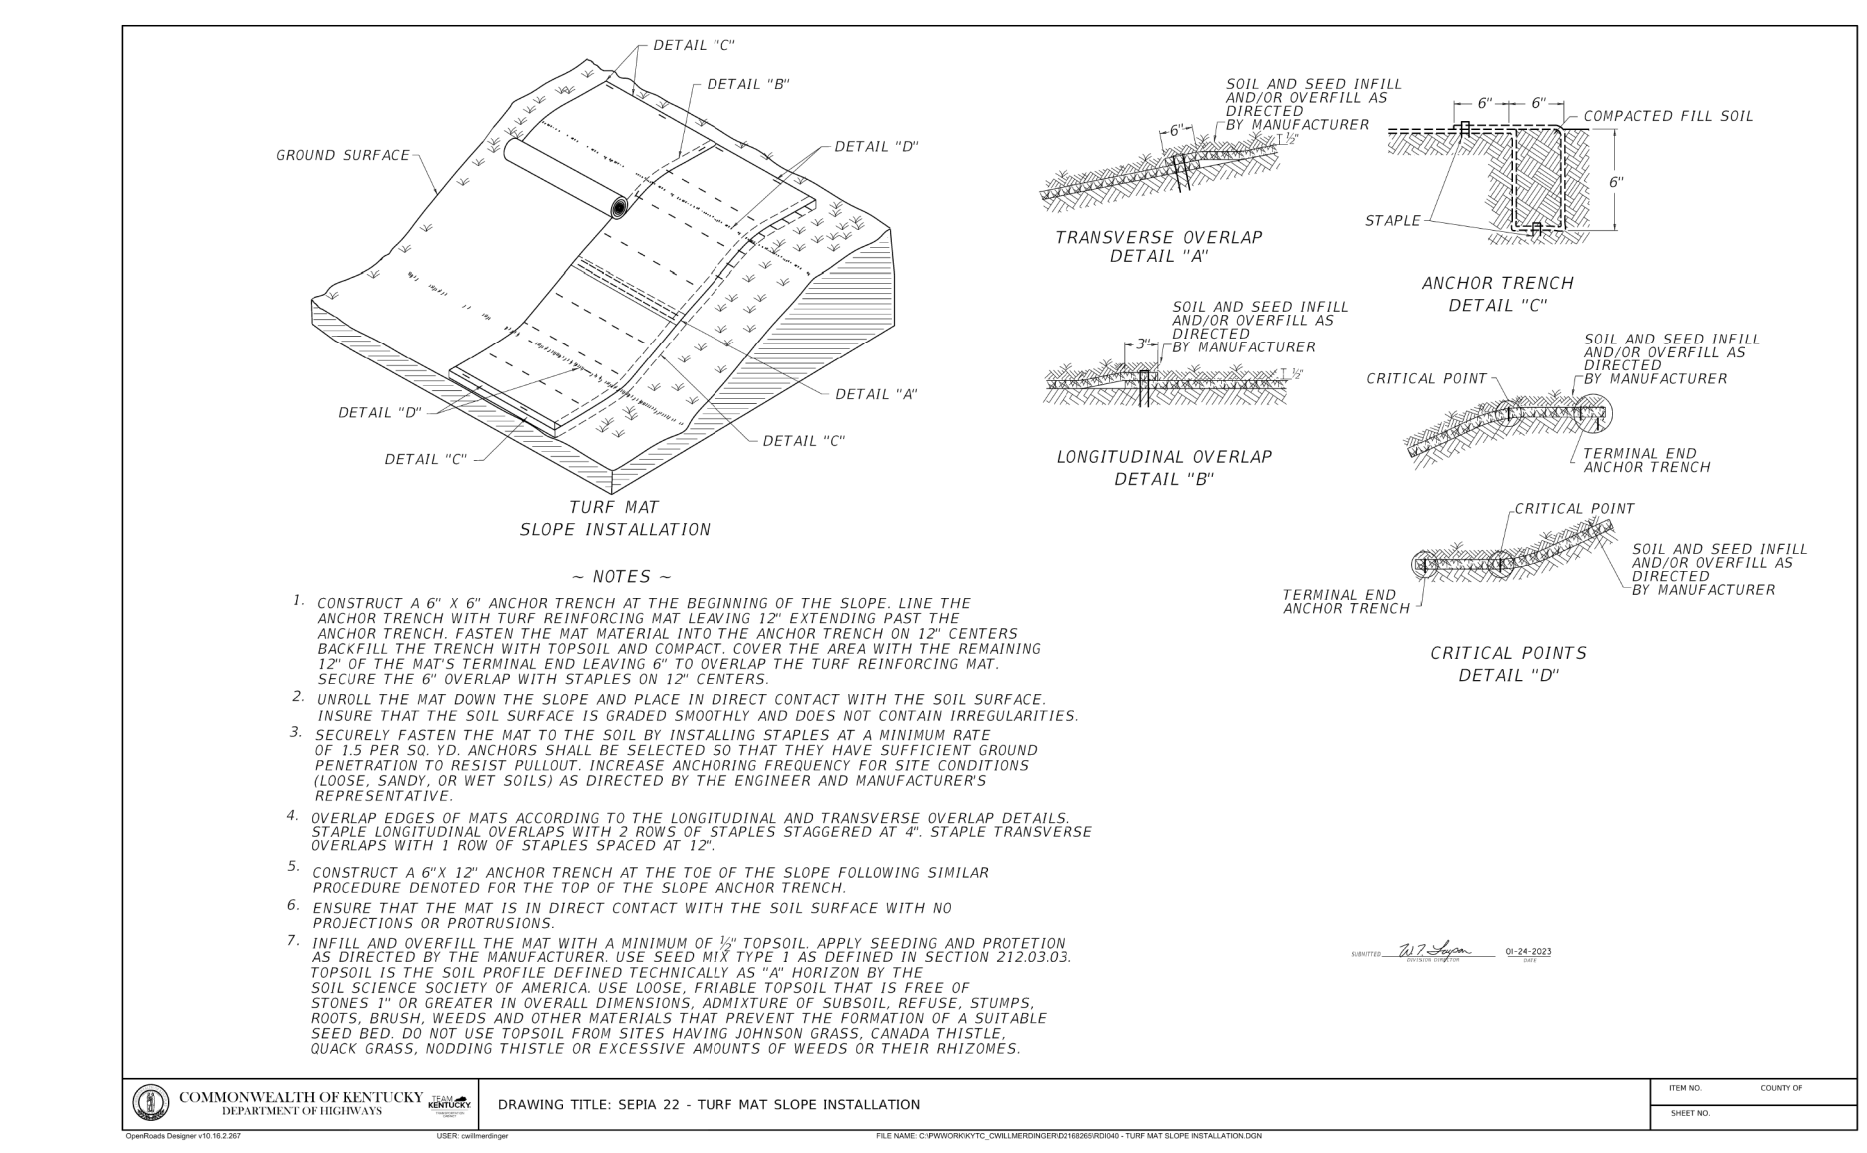 DETAIL "C"
DETAIL "B"
GROUND SURFACE
DETAIL "D"
DETAIL "A"
DETAIL "D"
DETAIL "C"
DETAIL "C"
TURF MAT
SLOPE INSTALLATION
SOIL AND SEED INFILL
AND/OR OVERFILL AS
DIRECTED
BY MANUFACTURER
6"
½"
TRANSVERSE OVERLAP
DETAIL "A"
6"
6"
COMPACTED FILL SOIL
6"
STAPLE
ANCHOR TRENCH
DETAIL "C"
SOIL AND SEED INFILL
AND/OR OVERFILL AS
DIRECTED
BY MANUFACTURER
3"
½"
LONGITUDINAL OVERLAP
DETAIL "B"
SOIL AND SEED INFILL
AND/OR OVERFILL AS
DIRECTED
BY MANUFACTURER
CRITICAL POINT
TERMINAL END
ANCHOR TRENCH
CRITICAL POINT
SOIL AND SEED INFILL
AND/OR OVERFILL AS
DIRECTED
BY MANUFACTURER
TERMINAL END
ANCHOR TRENCH
CRITICAL POINTS
DETAIL "D"
~ NOTES ~
1. CONSTRUCT A 6" X 6" ANCHOR TRENCH AT THE BEGINNING OF THE SLOPE. LINE THE
ANCHOR TRENCH WITH TURF REINFORCING MAT LEAVING 12" EXTENDING PAST THE
ANCHOR TRENCH. FASTEN THE MAT MATERIAL INTO THE ANCHOR TRENCH ON 12" CENTERS
BACKFILL THE TRENCH WITH TOPSOIL AND COMPACT. COVER THE AREA WITH THE REMAINING
12" OF THE MAT'S TERMINAL END LEAVING 6" TO OVERLAP THE TURF REINFORCING MAT.
SECURE THE 6" OVERLAP WITH STAPLES ON 12" CENTERS.
2. UNROLL THE MAT DOWN THE SLOPE AND PLACE IN DIRECT CONTACT WITH THE SOIL SURFACE.
INSURE THAT THE SOIL SURFACE IS GRADED SMOOTHLY AND DOES NOT CONTAIN IRREGULARITIES.
3. SECURELY FASTEN THE MAT TO THE SOIL BY INSTALLING STAPLES AT A MINIMUM RATE
OF 1.5 PER SQ. YD. ANCHORS SHALL BE SELECTED SO THAT THEY HAVE SUFFICIENT GROUND
PENETRATION TO RESIST PULLOUT. INCREASE ANCHORING FREQUENCY FOR SITE CONDITIONS
(LOOSE, SANDY, OR WET SOILS) AS DIRECTED BY THE ENGINEER AND MANUFACTURER'S
REPRESENTATIVE.
4. OVERLAP EDGES OF MATS ACCORDING TO THE LONGITUDINAL AND TRANSVERSE OVERLAP DETAILS.
STAPLE LONGITUDINAL OVERLAPS WITH 2 ROWS OF STAPLES STAGGERED AT 4". STAPLE TRANSVERSE
OVERLAPS WITH 1 ROW OF STAPLES SPACED AT 12".
5. CONSTRUCT A 6"X 12" ANCHOR TRENCH AT THE TOE OF THE SLOPE FOLLOWING SIMILAR
PROCEDURE DENOTED FOR THE TOP OF THE SLOPE ANCHOR TRENCH.
6. ENSURE THAT THE MAT IS IN DIRECT CONTACT WITH THE SOIL SURFACE WITH NO
PROJECTIONS OR PROTRUSIONS.
7. INFILL AND OVERFILL THE MAT WITH A MINIMUM OF ½" TOPSOIL. APPLY SEEDING AND PROTETION
AS DIRECTED BY THE MANUFACTURER. USE SEED MIX TYPE 1 AS DEFINED IN SECTION 212.03.03.
TOPSOIL IS THE SOIL PROFILE DEFINED TECHNICALLY AS "A" HORIZON BY THE
SOIL SCIENCE SOCIETY OF AMERICA. USE LOOSE, FRIABLE TOPSOIL THAT IS FREE OF
STONES 1" OR GREATER IN OVERALL DIMENSIONS, ADMIXTURE OF SUBSOIL, REFUSE, STUMPS,
ROOTS, BRUSH, WEEDS AND OTHER MATERIALS THAT PREVENT THE FORMATION OF A SUITABLE
SEED BED. DO NOT USE TOPSOIL FROM SITES HAVING JOHNSON GRASS, CANADA THISTLE,
QUACK GRASS, NODDING THISTLE OR EXCESSIVE AMOUNTS OF WEEDS OR THEIR RHIZOMES.
SUBMITTED 01-24-2023
DIVISION DIRECTOR DATE
COMMONWEALTH OF KENTUCKY
DEPARTMENT OF HIGHWAYS
TEAM
KENTUCKY
DRAWING TITLE: SEPIA 22 - TURF MAT SLOPE INSTALLATION
ITEM NO. COUNTY OF
SHEET NO.
OpenRoads Designer v10.16.2.267 USER: cwillmerdinger FILE NAME: C:\PWWORK\KYTC_CWILLMERDINGER\D2168265\RDI040 - TURF MAT SLOPE INSTALLATION.DGN